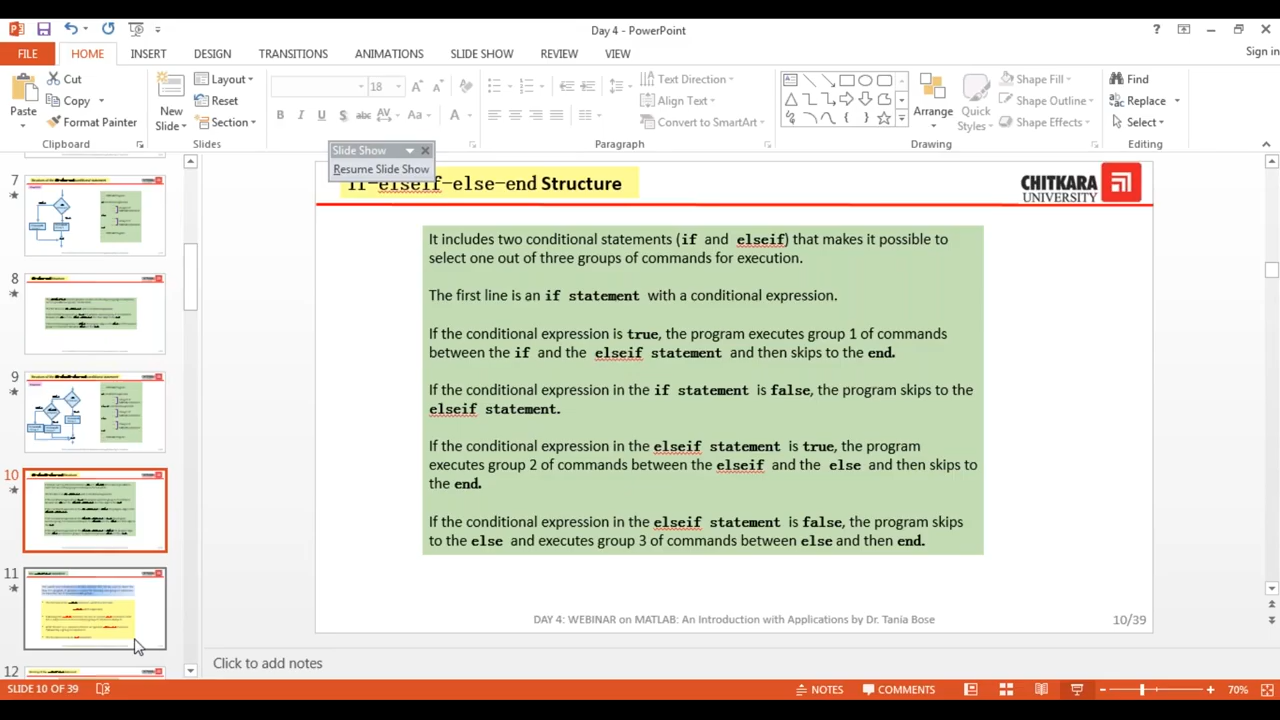 Day 4 - PowerPoint
FILE HOME INSERT DESIGN TRANSITIONS ANIMATIONS SLIDE SHOW REVIEW VIEW Sign in
Paste
Cut
Copy
Format Painter
Clipboard
New
Slide
Layout
Reset
Section
Slides
18
Paragraph
Text Direction
Align Text
Convert to SmartArt
Arrange
Quick
Styles
Shape Fill
Shape Outline
Shape Effects
Drawing
Find
Replace
Select
Editing
Slide Show
Resume Slide Show
7
8
9
10
11
12
if-elseif-else-end Structure
CHITKARA
UNIVERSITY
It includes two conditional statements (if and elseif) that makes it possible to
select one out of three groups of commands for execution.
The first line is an if statement with a conditional expression.
If the conditional expression is true, the program executes group 1 of commands
between the if and the elseif statement and then skips to the end.
If the conditional expression in the if statement is false, the program skips to the
elseif statement.
If the conditional expression in the elseif statement is true, the program
executes group 2 of commands between the elseif and the else and then skips to
the end.
If the conditional expression in the elseif statement is false, the program skips
to the else and executes group 3 of commands between else and then end.
DAY 4: WEBINAR on MATLAB: An Introduction with Applications by Dr. Tania Bose
10/39
Click to add notes
SLIDE 10 OF 39
NOTES
COMMENTS
70%